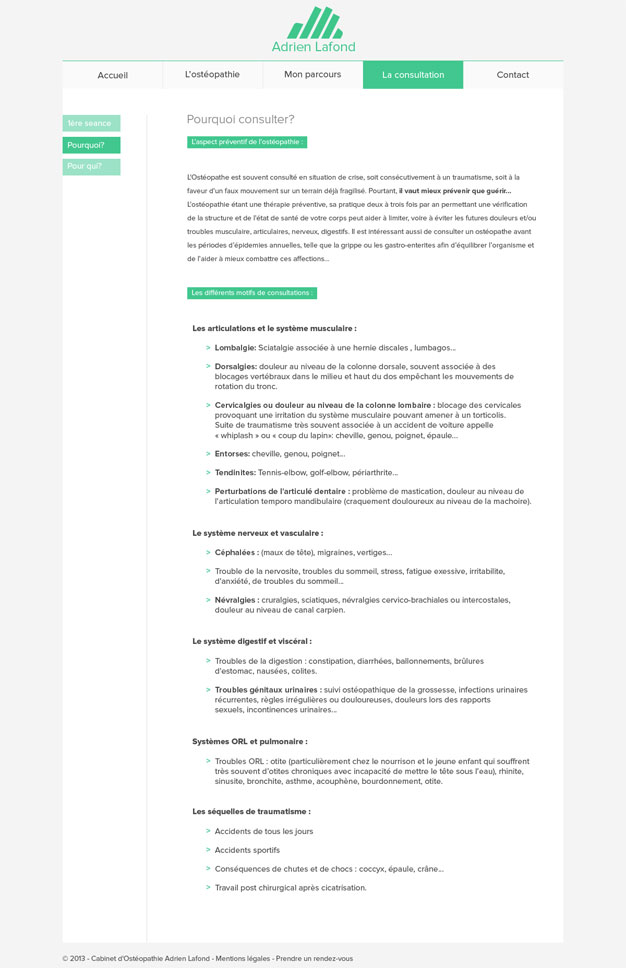 Adrien Lafond
Accueil
L'ostéopathie
Mon parcours
La consultation
Contact
1ère seance
Pourquoi?
Pour qui?
Pourquoi consulter?
L'aspect préventif de l'ostéopathie :
L'Ostéopathe est souvent consulté en situation de crise, soit consécutivement à un traumatisme, soit à la
faveur d'un faux mouvement sur un terrain déjà fragilisé. Pourtant, il vaut mieux prévenir que guérir...
L'ostéopathie étant une thérapie préventive, sa pratique deux à trois fois par an permettant une vérification
de la structure et de l'état de santé de votre corps peut aider à limiter, voire à éviter les futures douleurs et/ou
troubles musculaire, articulaires, nerveux, digestifs. Il est intéressant aussi de consulter un ostéopathe avant
les périodes d'épidemies annuelles, telle que la grippe ou les gastro-enterites afin d'équilibrer l'organisme et
de l'aider à mieux combattre ces affections...
Les différents motifs de consultations :
Les articulations et le système musculaire :
> Lombalgie: Sciatalgie associée à une hernie discales , lumbagos...
> Dorsalgies: douleur au niveau de la colonne dorsale, souvent associée à des
blocages vertébraux dans le milieu et haut du dos empêchant les mouvements de
rotation du tronc.
> Cervicalgies ou douleur au niveau de la colonne lombaire : blocage des cervicales
provoquant une irritation du système musculaire pouvant amener à un torticolis.
Suite de traumatisme très souvent associée à un accident de voiture appelle
« whiplash » ou « coup du lapin»: cheville, genou, poignet, épaule...
> Entorses: cheville, genou, poignet...
> Tendinites: Tennis-elbow, golf-elbow, périarthrite...
> Perturbations de l'articulé dentaire : problème de mastication, douleur au niveau de
l'articulation temporo mandibulaire (craquement douloureux au niveau de la machoire).
Le système nerveux et vasculaire :
> Céphalées : (maux de tête), migraines, vertiges...
> Trouble de la nervosite, troubles du sommeil, stress, fatigue exessive, irritabilite,
d'anxiété, de troubles du sommeil...
> Névralgies : cruralgies, sciatiques, névralgies cervico-brachiales ou intercostales,
douleur au niveau de canal carpien.
Le système digestif et viscéral :
> Troubles de la digestion : constipation, diarrhées, ballonnements, brûlures
d'estomac, nausées, colites.
> Troubles génitaux urinaires : suivi ostéopathique de la grossesse, infections urinaires
récurrentes, règles irrégulières ou douloureuses, douleurs lors des rapports
sexuels, incontinences urinaires...
Systèmes ORL et pulmonaire :
> Troubles ORL : otite (particulièrement chez le nourrison et le jeune enfant qui souffrent
très souvent d'otites chroniques avec incapacité de mettre le tête sous l'eau), rhinite,
sinusite, bronchite, asthme, acouphène, bourdonnement, otite.
Les séquelles de traumatisme :
> Accidents de tous les jours
> Accidents sportifs
> Conséquences de chutes et de chocs : coccyx, épaule, crâne...
> Travail post chirurgical après cicatrisation.
© 2013 - Cabinet d'Ostéopathie Adrien Lafond - Mentions légales - Prendre un rendez-vous